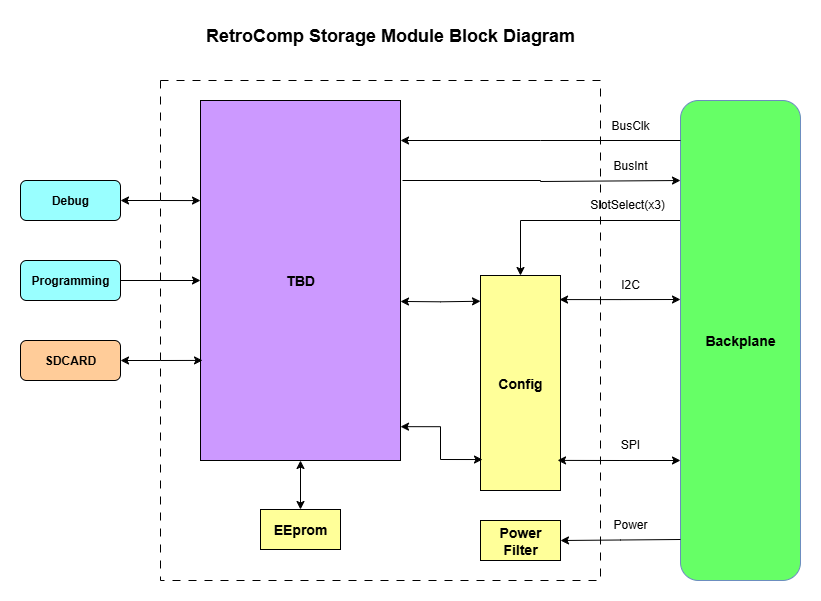 RetroComp Storage Module Block Diagram
BusClk
BusInt
SlotSelect(x3)
Debug
Programming
SDCARD
TBD
I2C
Backplane
Config
SPI
EEprom
Power
Filter
Power